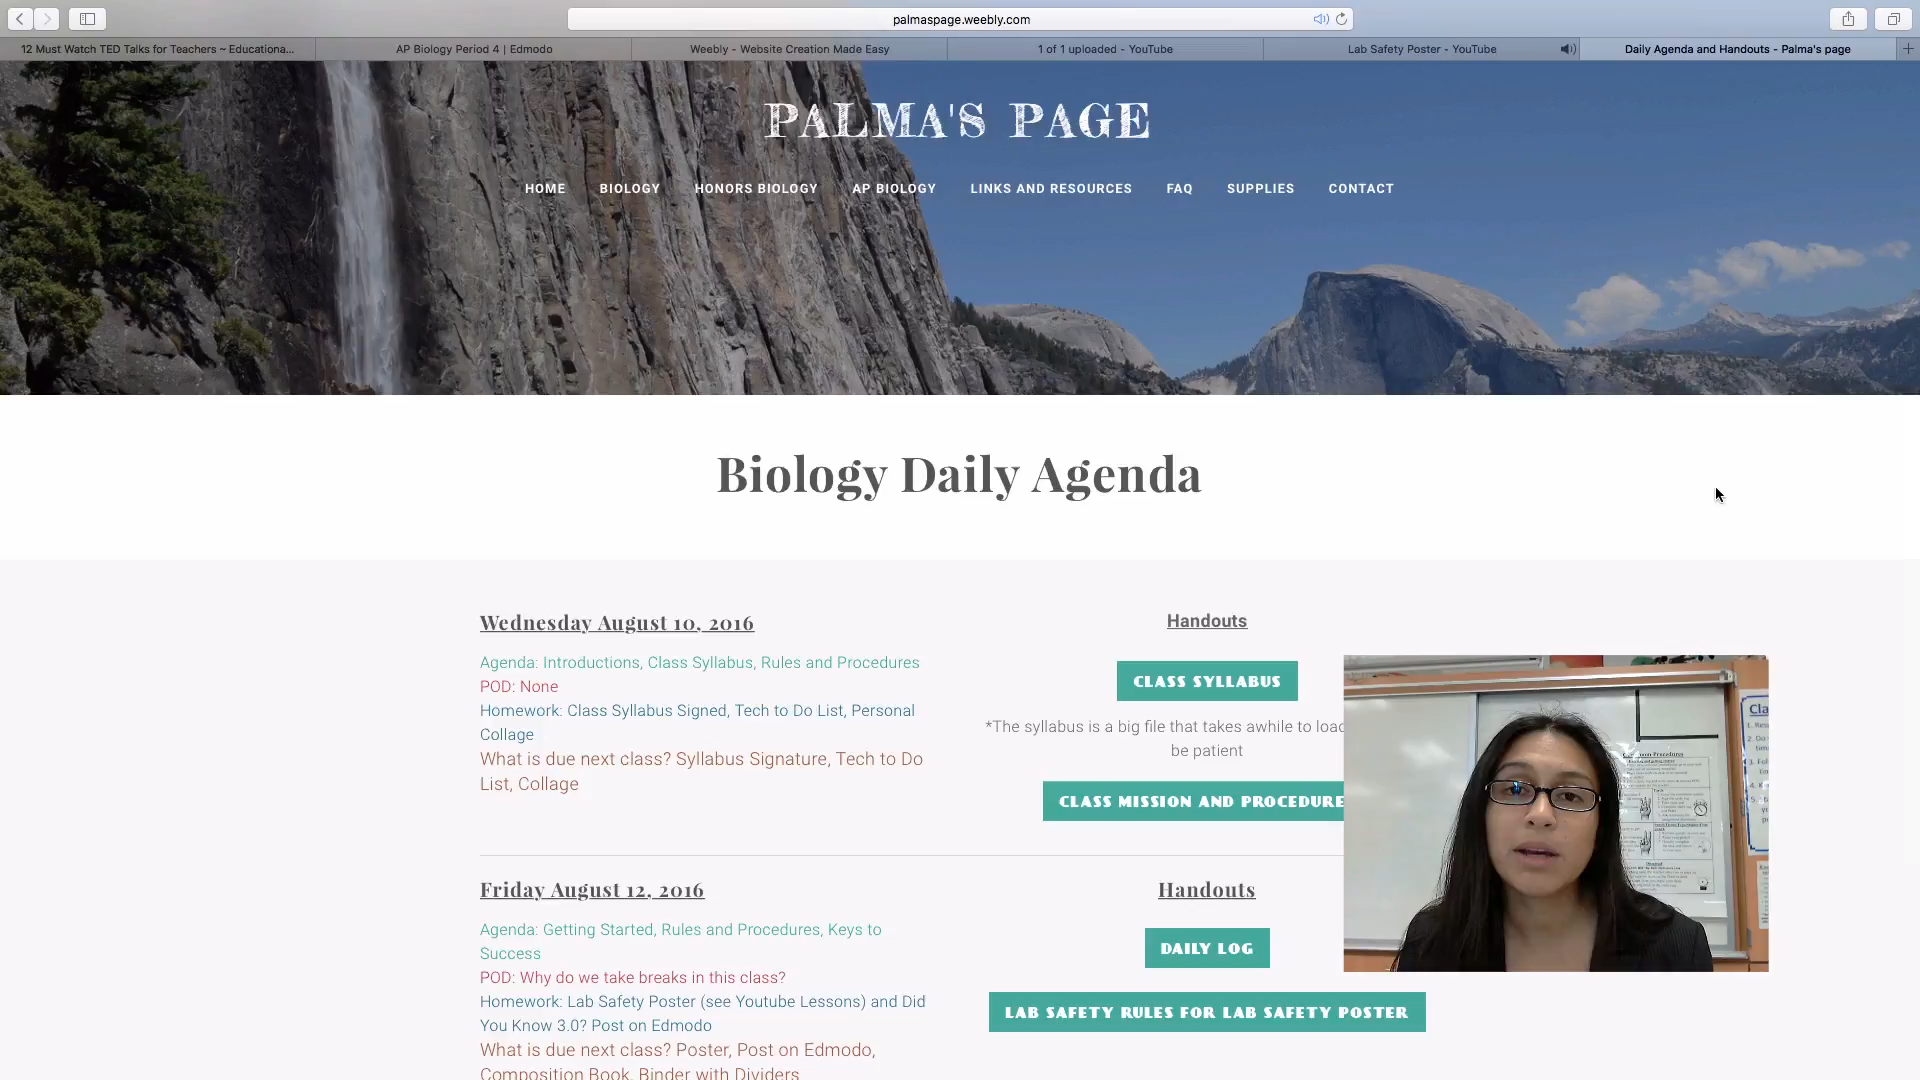 palmaspage.weebly.com
12 Must Watch TED Talks for Teachers ~ Educationa...
AP Biology Period 4 | Edmodo
Weebly - Website Creation Made Easy
1 of 1 uploaded - YouTube
Lab Safety Poster - YouTube
Daily Agenda and Handouts - Palma's page
PALMA'S PAGE
HOME BIOLOGY HONORS BIOLOGY AP BIOLOGY LINKS AND RESOURCES FAQ SUPPLIES CONTACT
Biology Daily Agenda
Wednesday August 10, 2016
Agenda: Introductions, Class Syllabus, Rules and Procedures
POD: None
Homework: Class Syllabus Signed, Tech to Do List, Personal
Collage
What is due next class? Syllabus Signature, Tech to Do
List, Collage
Handouts
CLASS SYLLABUS
*The syllabus is a big file that takes awhile to load
be patient
CLASS MISSION AND PROCEDURE
Friday August 12, 2016
Agenda: Getting Started, Rules and Procedures, Keys to
Success
POD: Why do we take breaks in this class?
Homework: Lab Safety Poster (see Youtube Lessons) and Did
You Know 3.0? Post on Edmodo
What is due next class? Poster, Post on Edmodo,
Composition Book, Binder with Dividers
Handouts
DAILY LOG
LAB SAFETY RULES FOR LAB SAFETY POSTER